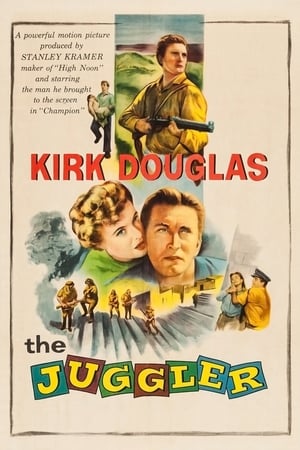 A powerful motion picture
produced by
STANLEY KRAMER
maker of "High Noon"
and starring
the man he brought
to the screen
in "Champion"
KIRK DOUGLAS
the
JUGGLER